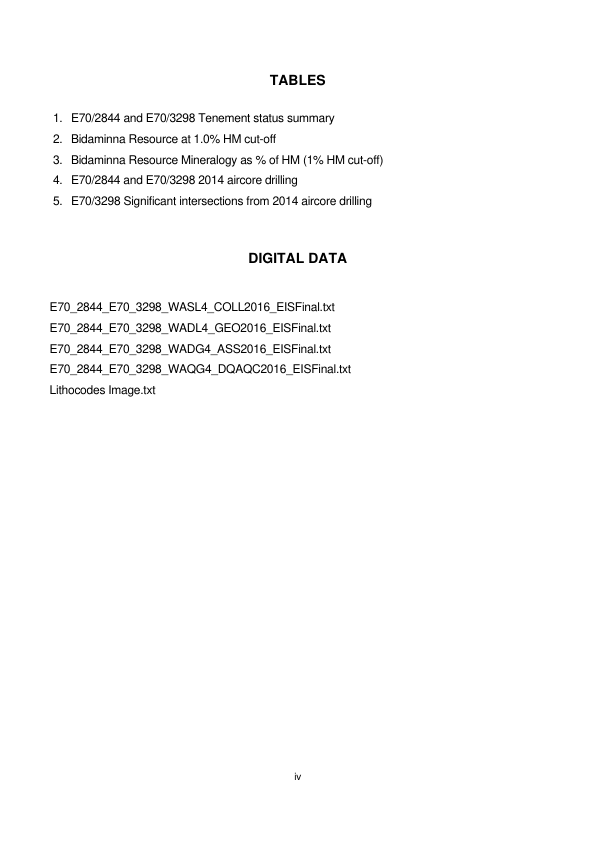 TABLES
1. E70/2844 and E70/3298 Tenement status summary
2. Bidaminna Resource at 1.0% HM cut-off
3. Bidaminna Resource Mineralogy as % of HM (1% HM cut-off)
4. E70/2844 and E70/3298 2014 aircore drilling
5. E70/3298 Significant intersections from 2014 aircore drilling
DIGITAL DATA
E70_2844_E70_3298_WASL4_COLL2016_EISFinal.txt
E70_2844_E70_3298_WADL4_GEO2016_EISFinal.txt
E70_2844_E70_3298_WADG4_ASS2016_EISFinal.txt
E70_2844_E70_3298_WAQG4_DQAQC2016_EISFinal.txt
Lithocodes Image.txt
iv